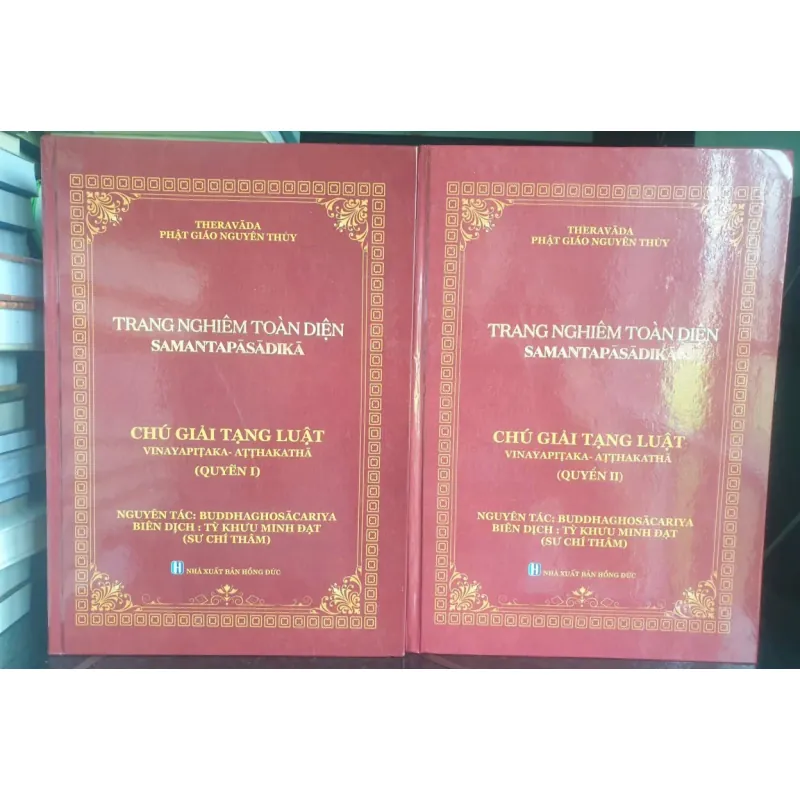 THERAVĀDA
PHẬT GIÁO NGUYÊN THỦY
TRANG NGHIÊM TOÀN DIỆN
SAMANTAPĀSĀDIKĀ
CHÚ GIẢI TẠNG LUẬT
VINAYAPIṬAKA- AṬṬHAKATHĀ
(QUYỂN I)
NGUYÊN TÁC: BUDDHAGHOSĀCARIYA
BIÊN DỊCH : TỲ KHƯU MINH ĐẠT
(SƯ CHÍ THÂM)
NHÀ XUẤT BẢN HỒNG ĐỨC
THERAVĀDA
PHẬT GIÁO NGUYÊN THỦY
TRANG NGHIÊM TOÀN DIỆN
SAMANTAPĀSĀDIKĀ
CHÚ GIẢI TẠNG LUẬT
VINAYAPIṬAKA- AṬṬHAKATHĀ
(QUYỂN II)
NGUYÊN TÁC: BUDDHAGHOSĀCARIYA
BIÊN DỊCH : TỲ KHƯU MINH ĐẠT
(SƯ CHÍ THÂM)
NHÀ XUẤT BẢN HỒNG ĐỨC